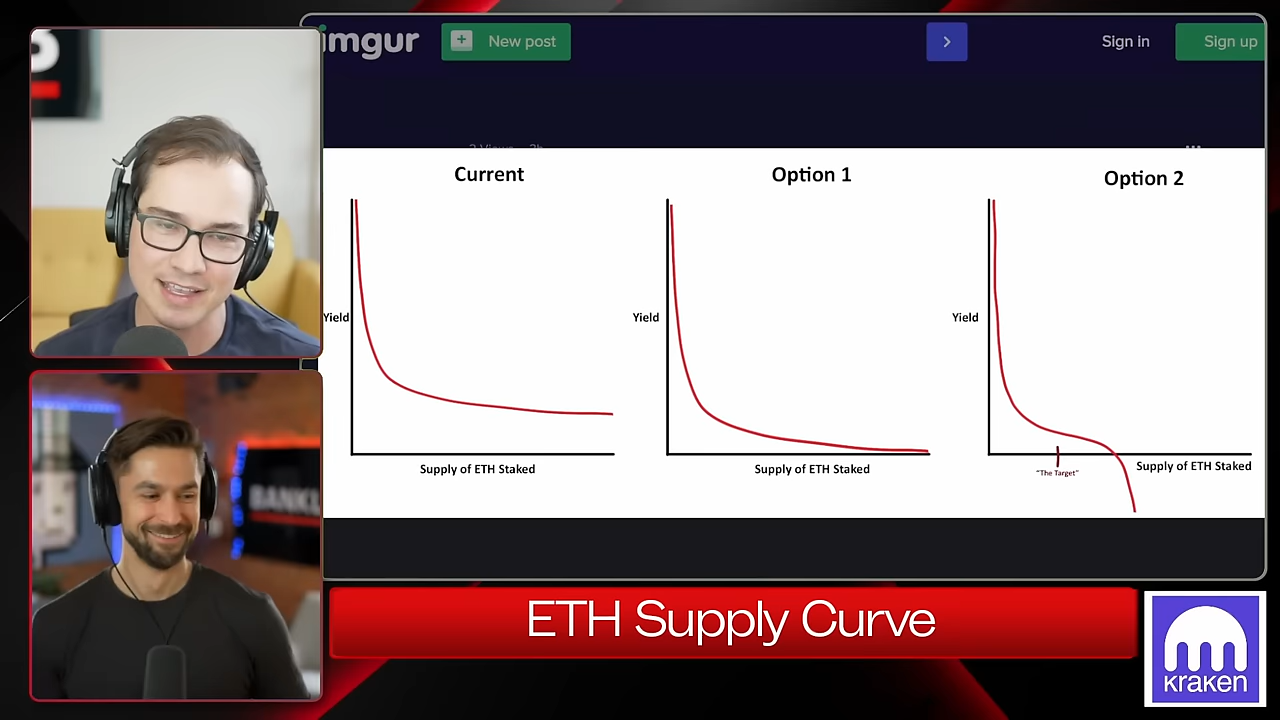 imgur
New post
Sign in
Sign up
Current
Option 1
Option 2
Yield
Yield
Yield
"The Target"
Supply of ETH Staked
Supply of ETH Staked
Supply of ETH Staked
BANKL
ETH Supply Curve
kraken